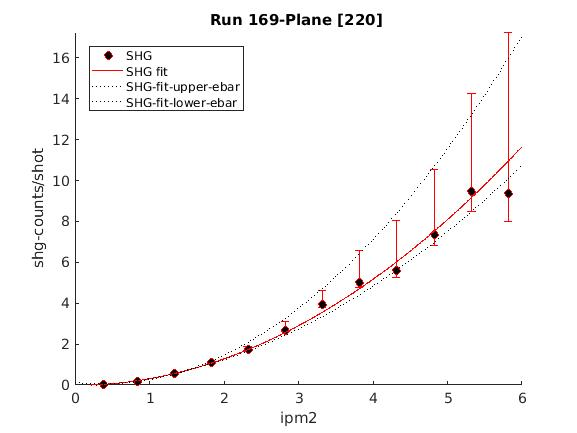 Run 169-Plane [220]
SHG
SHG fit
SHG-fit-upper-ebar
SHG-fit-lower-ebar
shg-counts/shot
16
14
12
10
8
6
4
2
0
0 1 2 3 4 5 6
ipm2